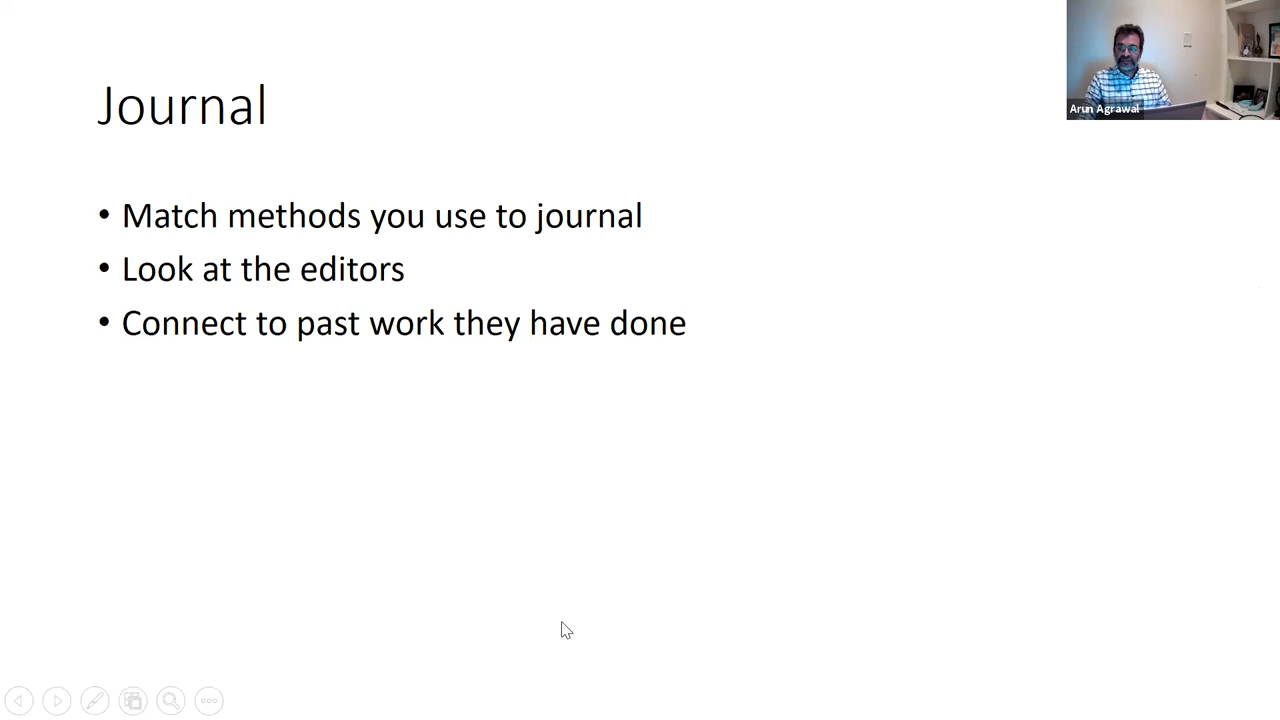 Journal
• Match methods you use to journal
• Look at the editors
• Connect to past work they have done
Arun Agrawal